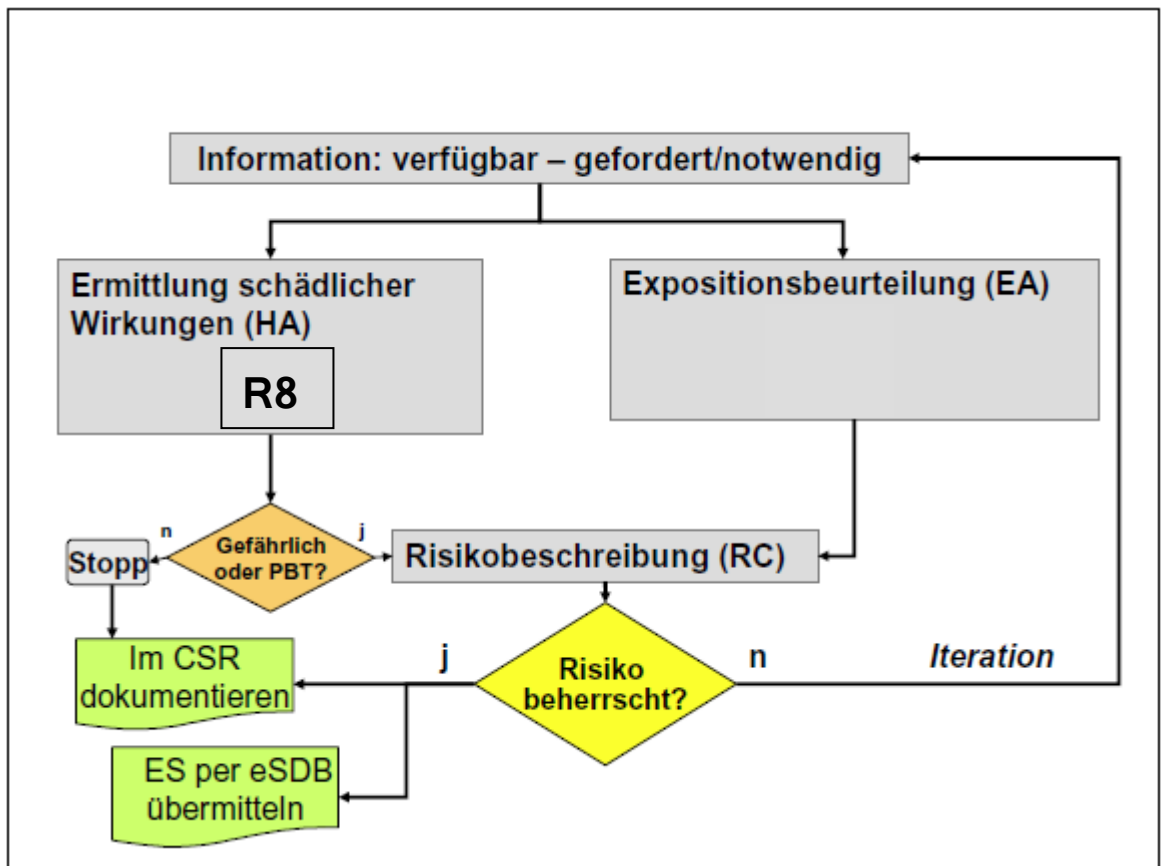 Information: verfügbar – gefordert/notwendig
Ermittlung schädlicher
Wirkungen (HA)
R8
Expositionsbeurteilung (EA)
n
j
Gefährlich
oder PBT?
Stopp
Risikobeschreibung (RC)
Im CSR
dokumentieren
j
Risiko
beherrscht?
n
Iteration
ES per eSDB
übermitteln